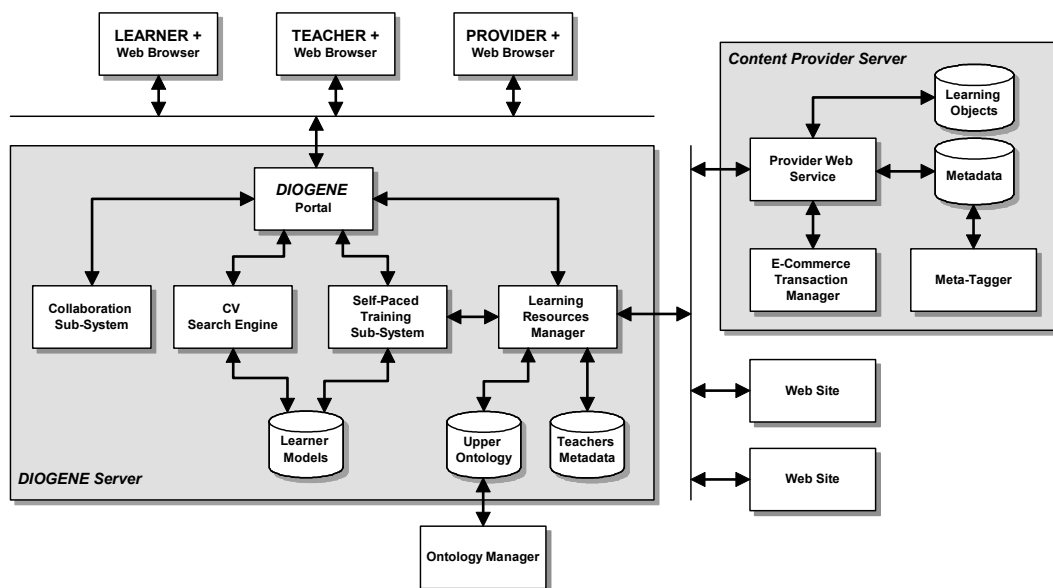 LEARNER +
Web Browser
TEACHER +
Web Browser
PROVIDER +
Web Browser
Content Provider Server
Learning
Objects
Provider Web
Service
Metadata
E-Commerce
Transaction
Manager
Meta-Tagger
DIOGENE
Portal
Collaboration
Sub-System
CV
Search Engine
Self-Paced
Training
Sub-System
Learning
Resources
Manager
Learner
Models
Upper
Ontology
Teachers
Metadata
DIOGENE Server
Web Site
Web Site
Ontology Manager